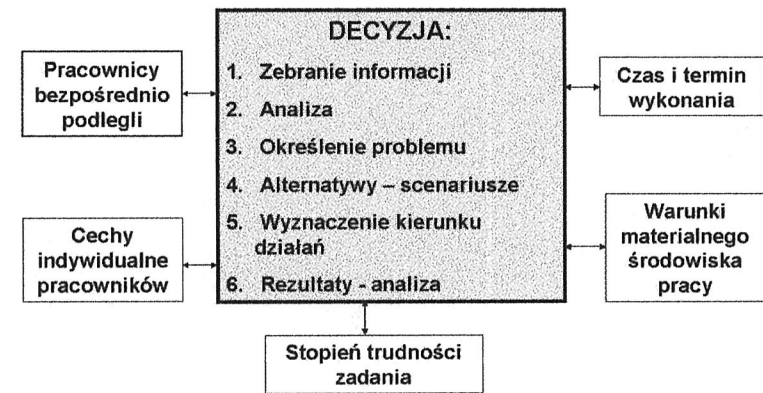 DECYZJA:
1. Zebranie informacji
2. Analiza
3. Określenie problemu
4. Alternatywy – scenariusze
5. Wyznaczenie kierunku
działań
6. Rezultaty - analiza
Pracownicy
bezpośrednio
podlegli
Cechy
indywidualne
pracowników
Czas i termin
wykonania
Warunki
materialnego
środowiska
pracy
Stopień trudności
zadania